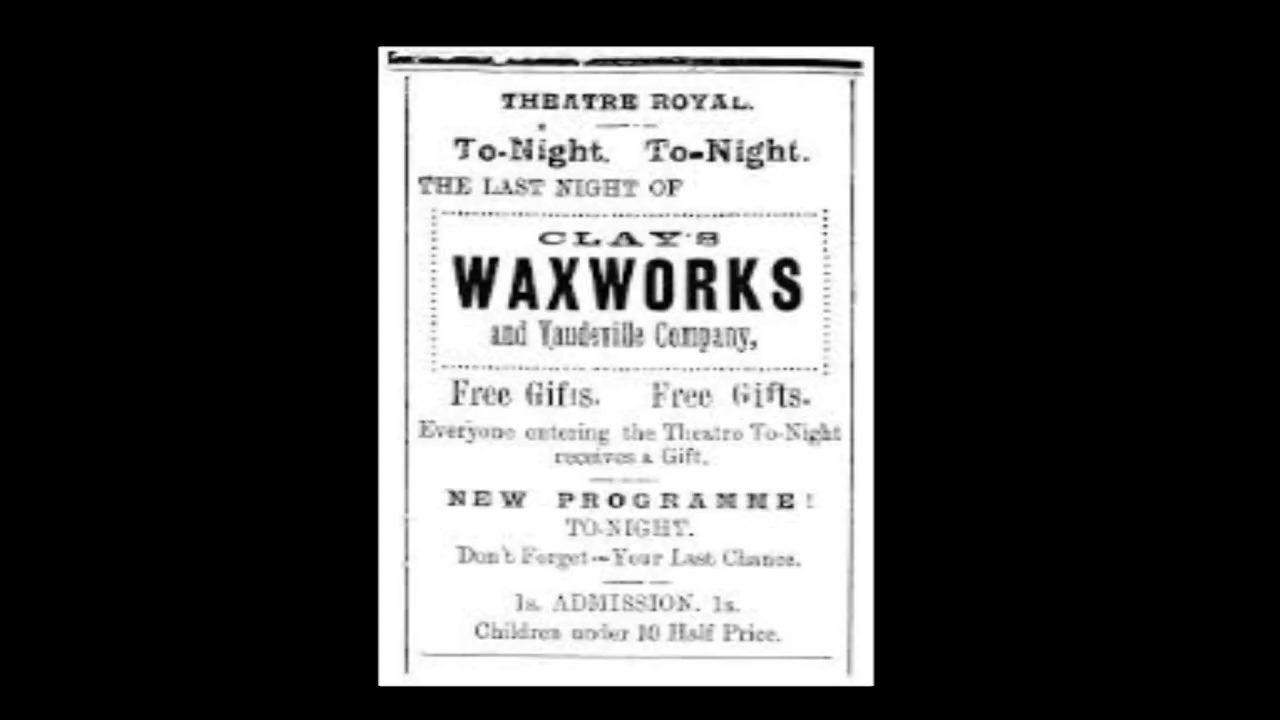 THEATRE ROYAL.
To-Night. To-Night.
THE LAST NIGHT OF
CLAY'S
WAXWORKS
and Vaudeville Company,
Free Gifts. Free Gifts.
Everyone entering the Theatre To-Night
receives a Gift.
NEW PROGRAMME!
TO-NIGHT.
Don't Forget--Your Last Chance.
1s. ADMISSION. 1s.
Children under 10 Half Price.